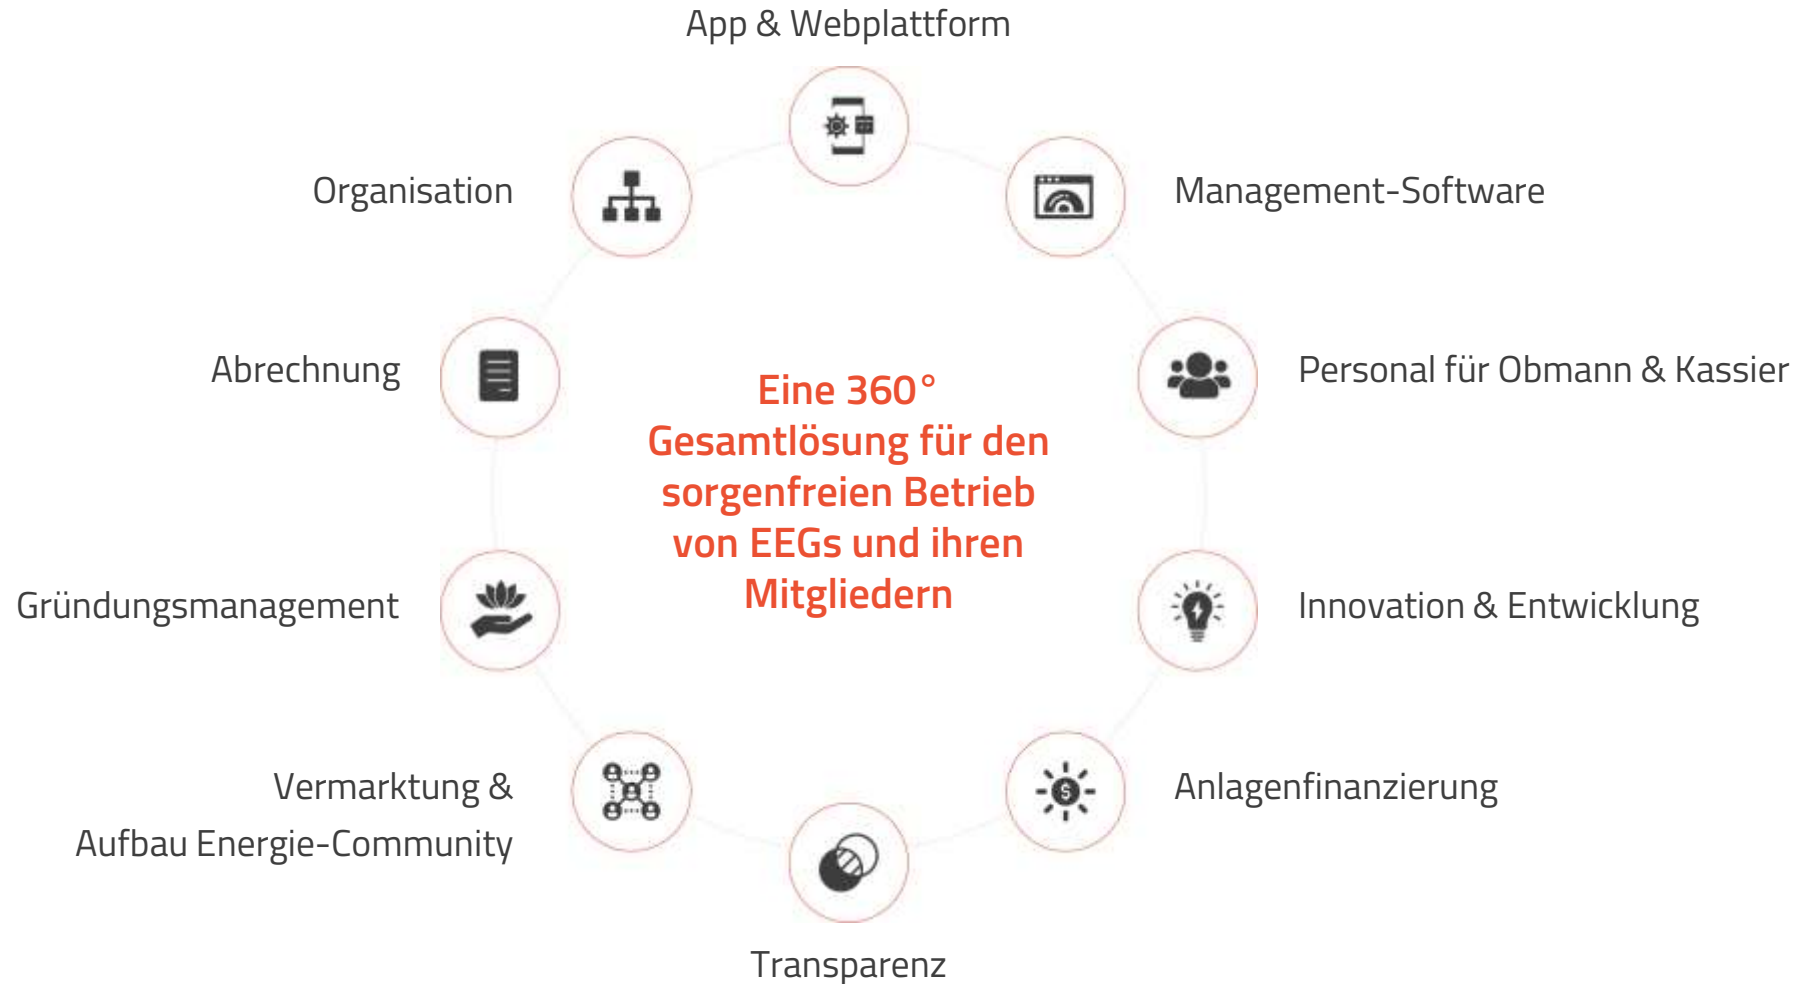 App & Webplattform
Organisation
Management-Software
Abrechnung
Personal für Obmann & Kassier
Eine 360°
Gesamtlösung für den
sorgenfreien Betrieb
von EEGs und ihren
Mitgliedern
Gründungsmanagement
Innovation & Entwicklung
Vermarktung &
Aufbau Energie-Community
Anlagenfinanzierung
Transparenz